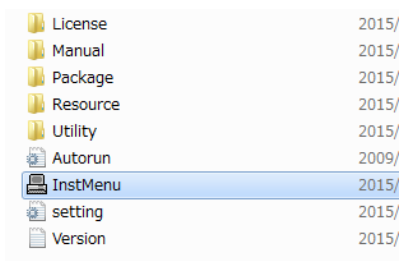 License 2015/
Manual 2015/
Package 2015/
Resource 2015/
Utility 2015/
Autorun 2009/
InstMenu 2015/
setting 2015/
Version 2015/